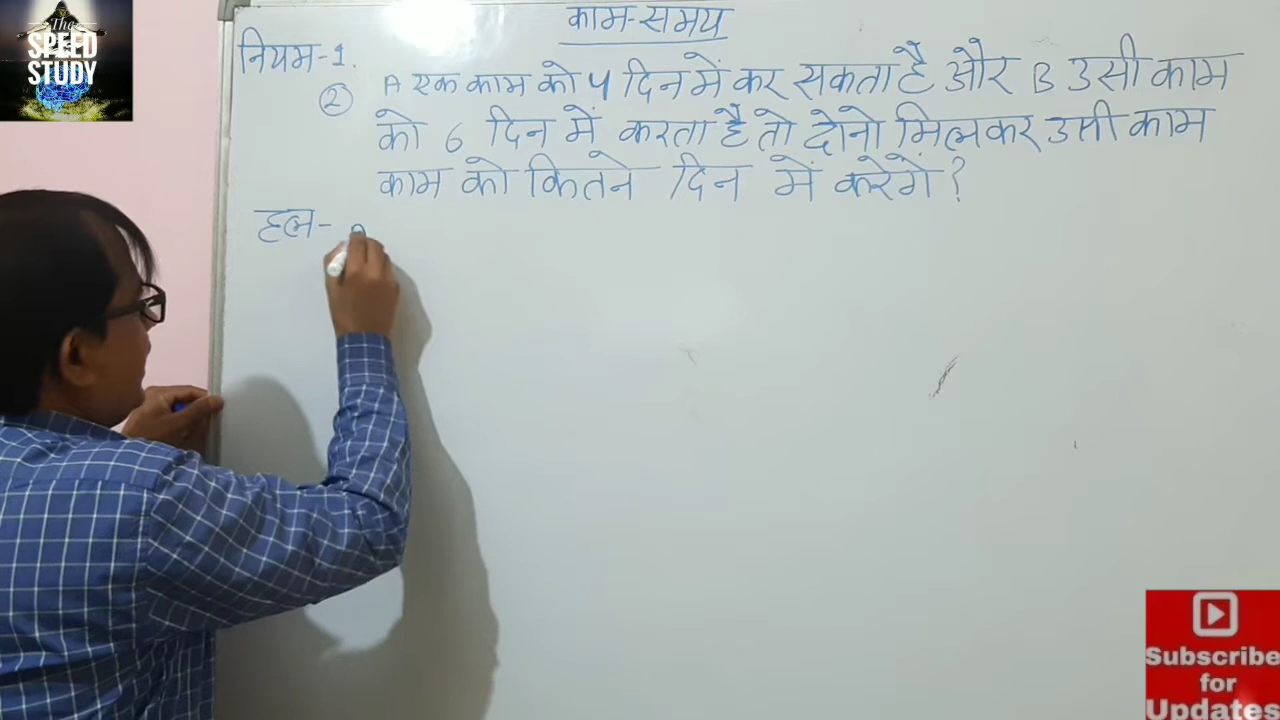 The
SPEED
STUDY
काम-समय
नियम-1.
② A एक काम को 4 दिन में कर सकता है और B उसी काम
को 6 दिन में करता है तो दोनो मिलकर उसी काम
काम को कितने दिन में करेगें?
हल-
Subscribe
for
Updates